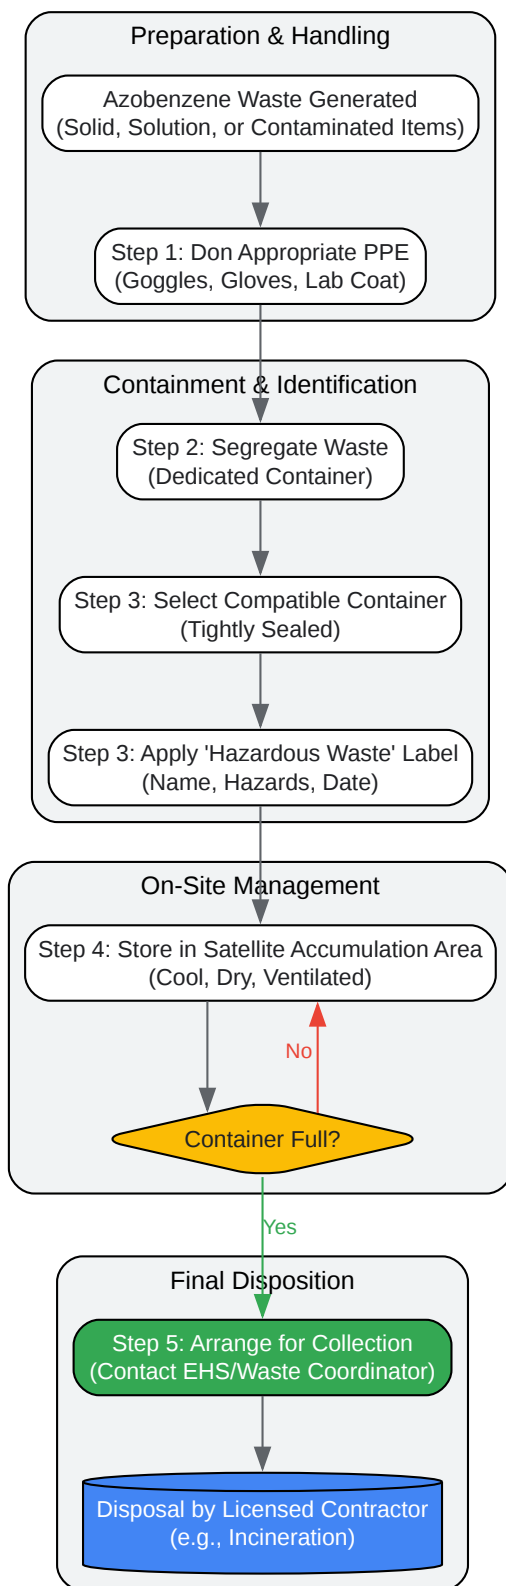 Preparation & Handling
Azobenzene Waste Generated
(Solid, Solution, or Contaminated Items)
Step 1: Don Appropriate PPE
(Goggles, Gloves, Lab Coat)
Containment & Identification
Step 2: Segregate Waste
(Dedicated Container)
Step 3: Select Compatible Container
(Tightly Sealed)
Step 3: Apply 'Hazardous Waste' Label
(Name, Hazards, Date)
On-Site Management
Step 4: Store in Satellite Accumulation Area
(Cool, Dry, Ventilated)
No
Container Full?
Yes
Final Disposition
Step 5: Arrange for Collection
(Contact EHS/Waste Coordinator)
Disposal by Licensed Contractor
(e.g., Incineration)